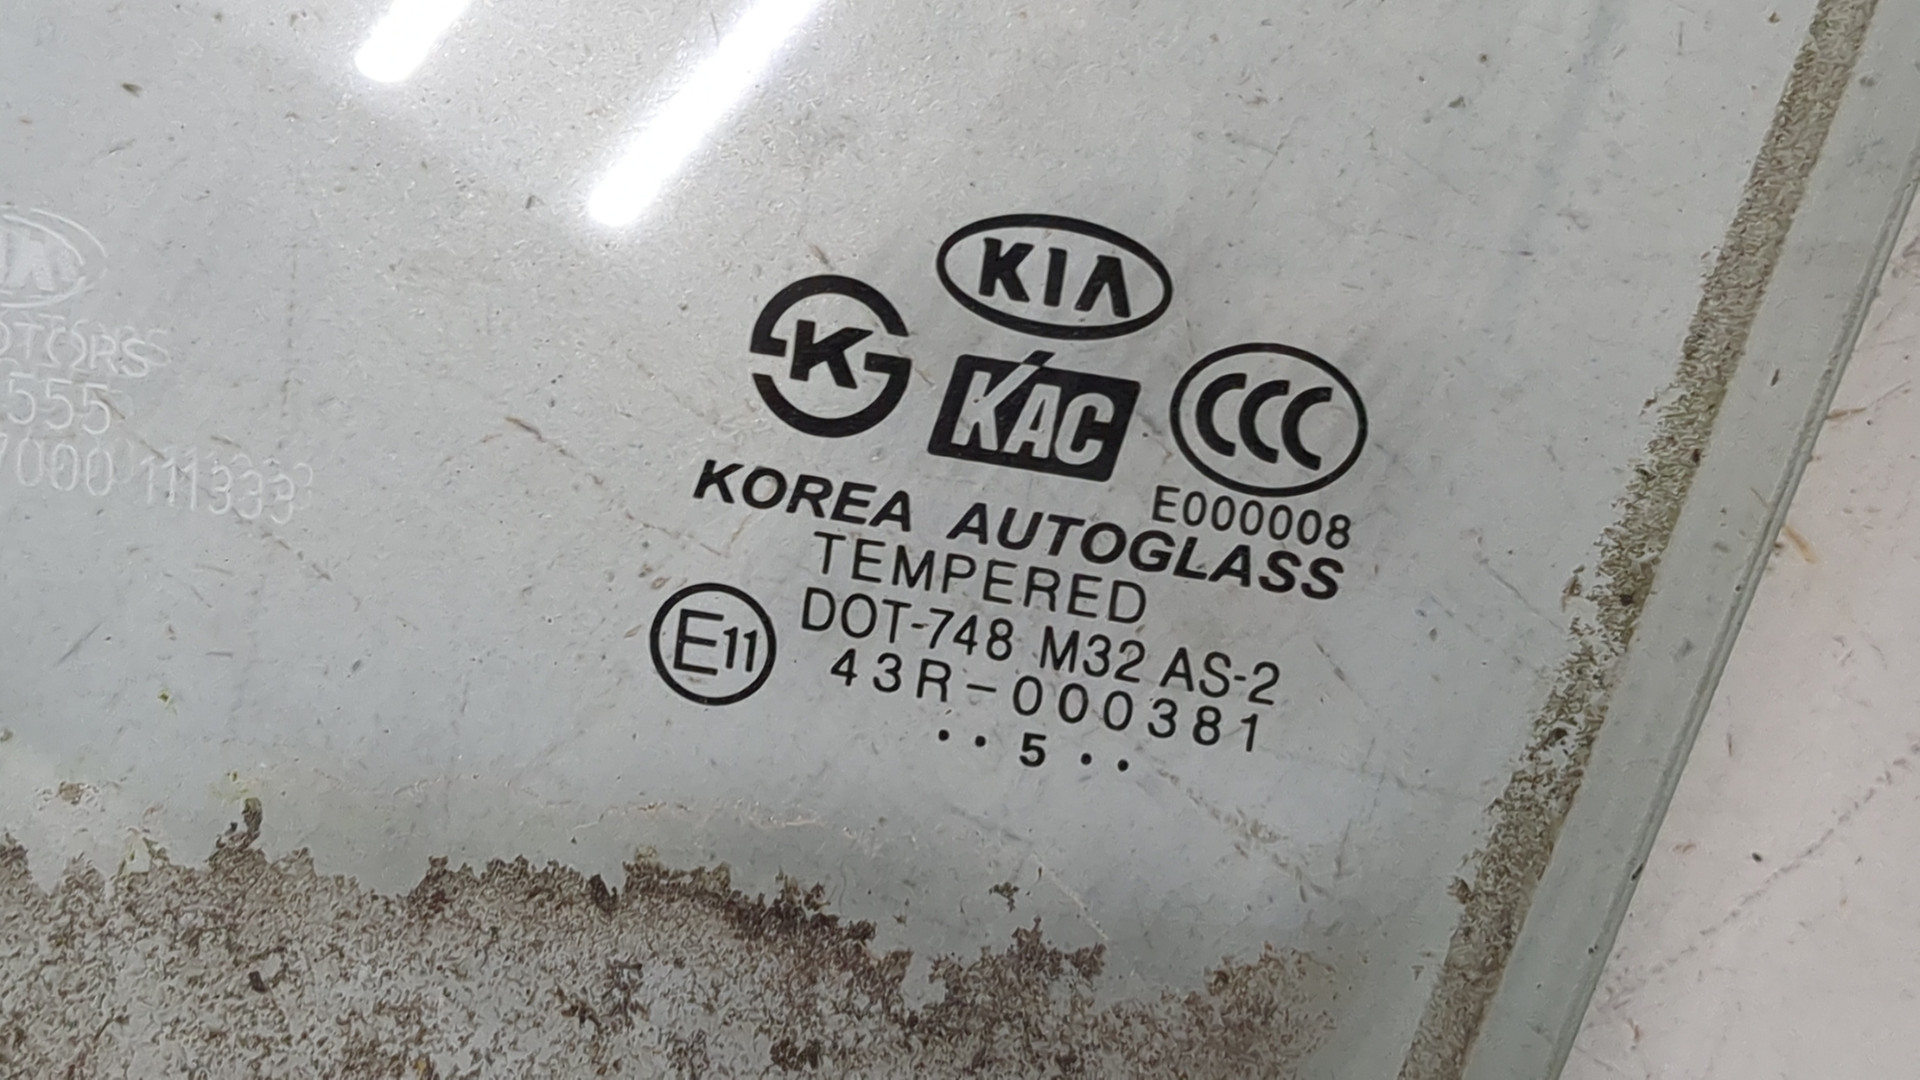 KIA
K
KAC
CCC
E000008
KOREA AUTOGLASS
TEMPERED
E11
DOT-748 M32 AS-2
43R-000381
··5··
555